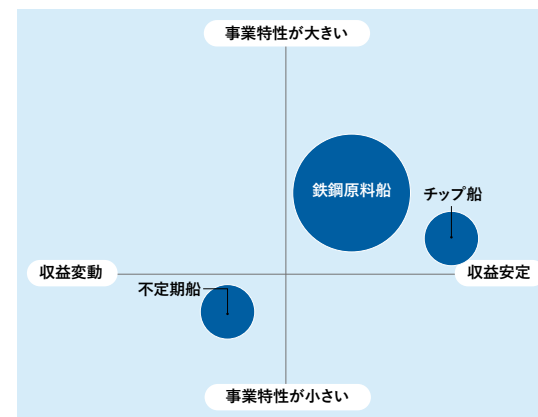 事業特性が大きい
鉄鋼原料船
チップ船
収益変動
収益安定
不定期船
事業特性が小さい